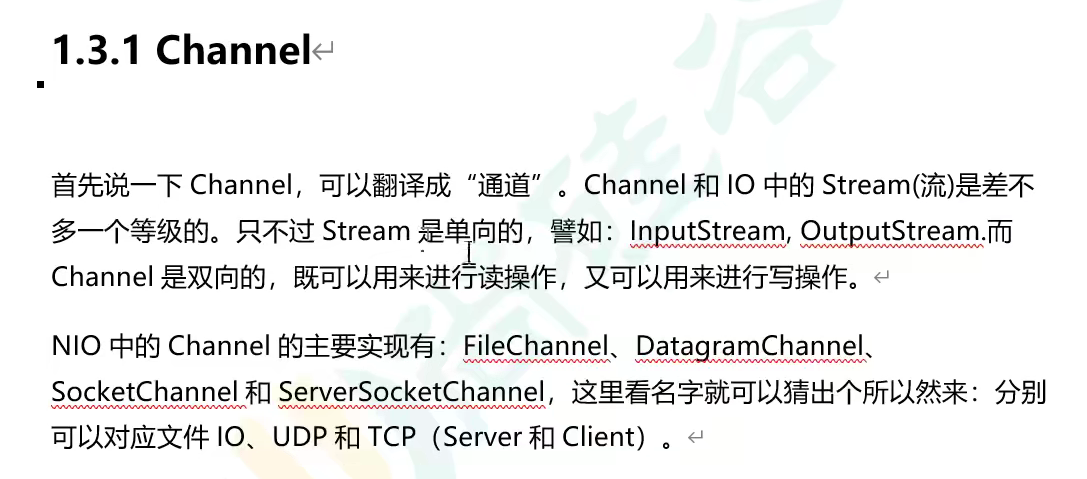 1.3.1 Channel↵
首先说一下 Channel，可以翻译成“通道”。Channel 和 IO 中的 Stream(流)是差不
多一个等级的。只不过 Stream 是单向的，譬如：InputStream, OutputStream.而
Channel 是双向的，既可以用来进行读操作，又可以用来进行写操作。↵
NIO 中的 Channel 的主要实现有：FileChannel、DatagramChannel、
SocketChannel 和 ServerSocketChannel，这里看名字就可以猜出个所以然来：分别
可以对应文件 IO、UDP 和 TCP（Server 和 Client）。↵
尚硅谷